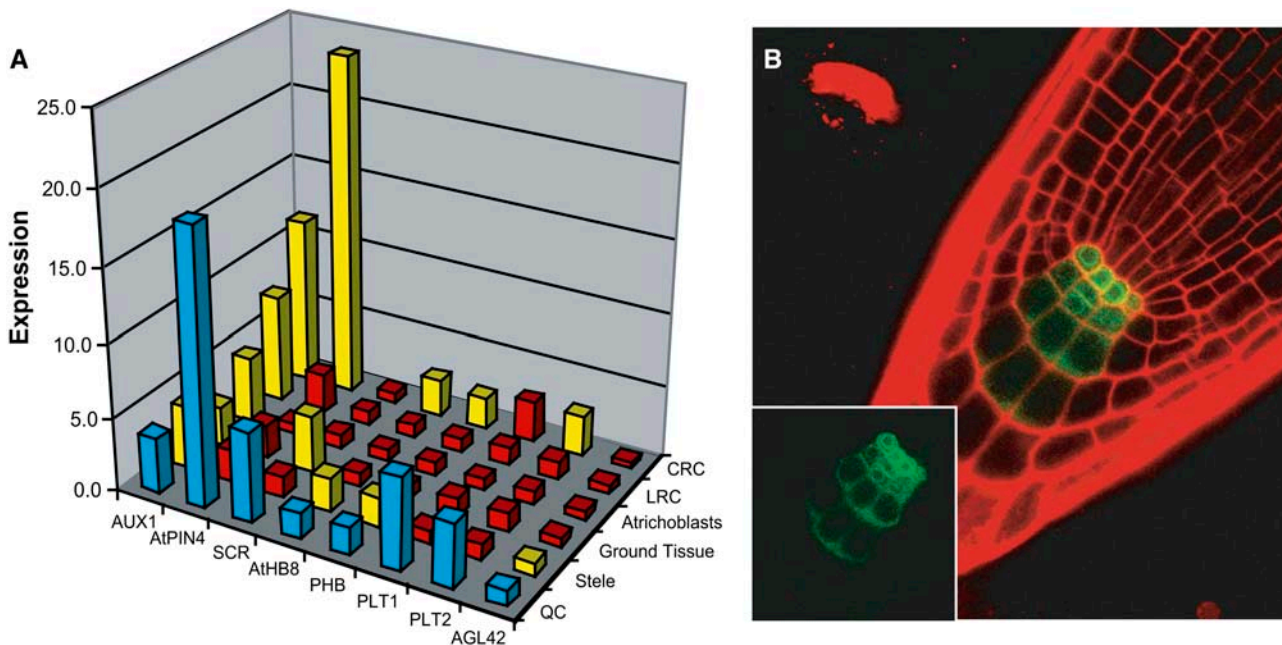 A
Expression
25.0
20.0
15.0
10.0
5.0
0.0
AUX1
AtPIN4
SCR
AtHB8
PHB
PLT1
PLT2
AGL42
QC
Stele
Ground Tissue
Atrichoblasts
LRC
CRC
B